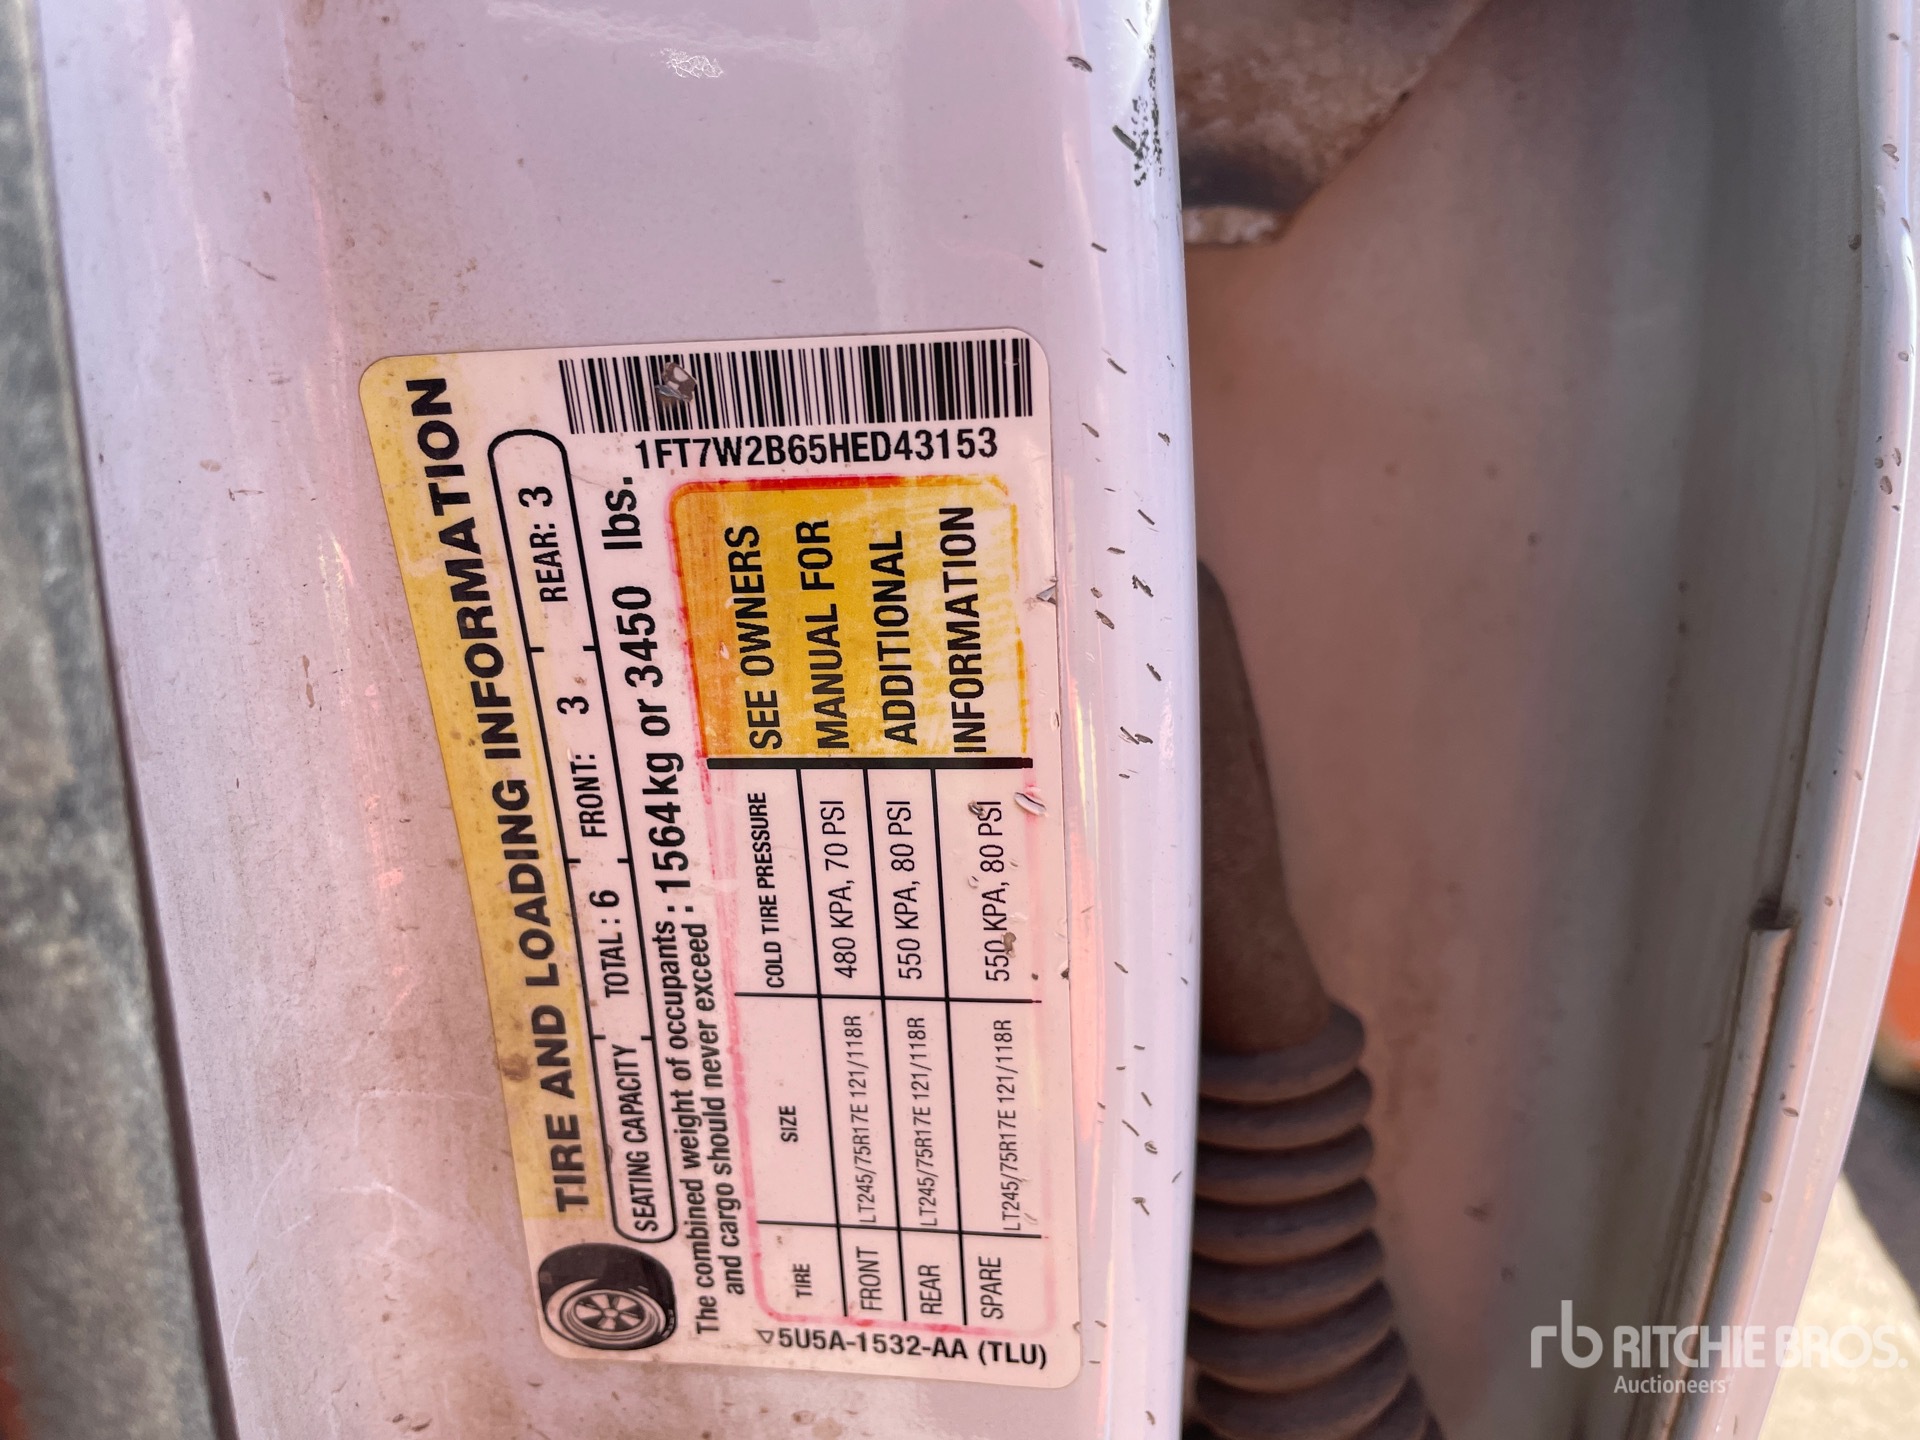 TIRE AND LOADING INFORMATION
SEATING CAPACITY TOTAL : 6 FRONT: 3 REAR: 3
The combined weight of occupants
and cargo should never exceed : 1564kg or 3450 lbs.
1FT7W2B65HED43153
TIRE SIZE COLD TIRE PRESSURE
FRONT LT245/75R17E 121/118R 480 KPA, 70 PSI
REAR LT245/75R17E 121/118R 550 KPA, 80 PSI
SPARE LT245/75R17E 121/118R 550 KPA, 80 PSI
SEE OWNERS
MANUAL FOR
ADDITIONAL
INFORMATION
5U5A-1532-AA (TLU)
rb RITCHIE BROS.
Auctioneers